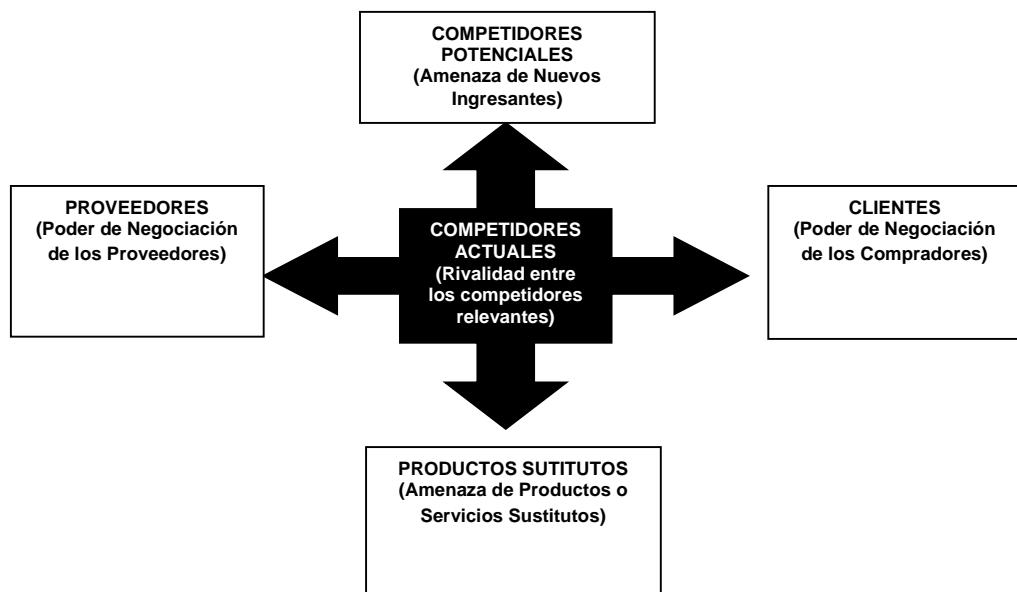 COMPETIDORES
POTENCIALES
(Amenaza de Nuevos
Ingresantes)
PROVEEDORES
(Poder de Negociación
de los Proveedores)
COMPETIDORES
ACTUALES
(Rivalidad entre
los competidores
relevantes)
CLIENTES
(Poder de Negociación
de los Compradores)
PRODUCTOS SUTITUTOS
(Amenaza de Productos o
Servicios Sustitutos)